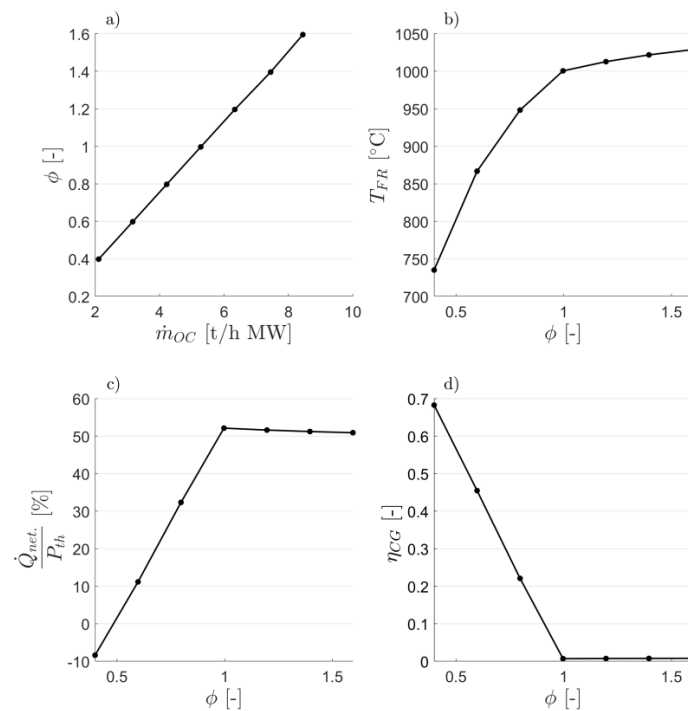 a)
1.6
1.4
1.2
1
0.8
0.6
0.4
0.2
ϕ [-]
2 4 6 8 10
ṁ_OC [t/h MW]
b)
1050
1000
950
900
850
800
750
700
T_FR [°C]
0.5 1 1.5
ϕ [-]
c)
60
50
40
30
20
10
0
-10
Q̇_net. / P_th [%]
0.5 1 1.5
ϕ [-]
d)
0.7
0.6
0.5
0.4
0.3
0.2
0.1
0
η_CG [-]
0.5 1 1.5
ϕ [-]